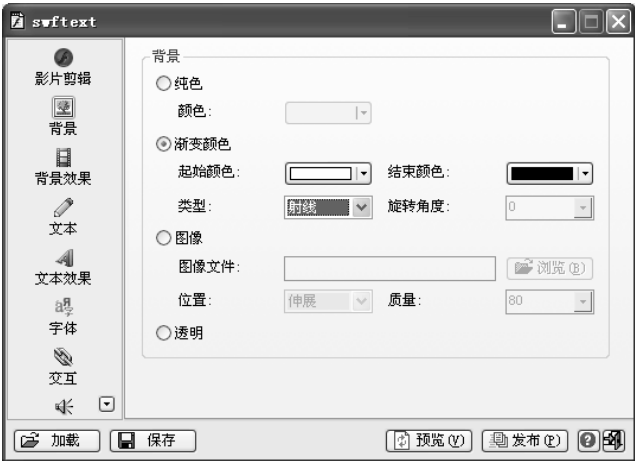 swftext
影片剪辑
背景
背景效果
文本
文本效果
字体
交互
背景
纯色
颜色:
渐变颜色
起始颜色: 结束颜色:
类型: 射线 旋转角度: 0
图像
图像文件: 浏览(B)
位置: 伸展 质量: 80
透明
加载 保存 预览(V) 发布(P)